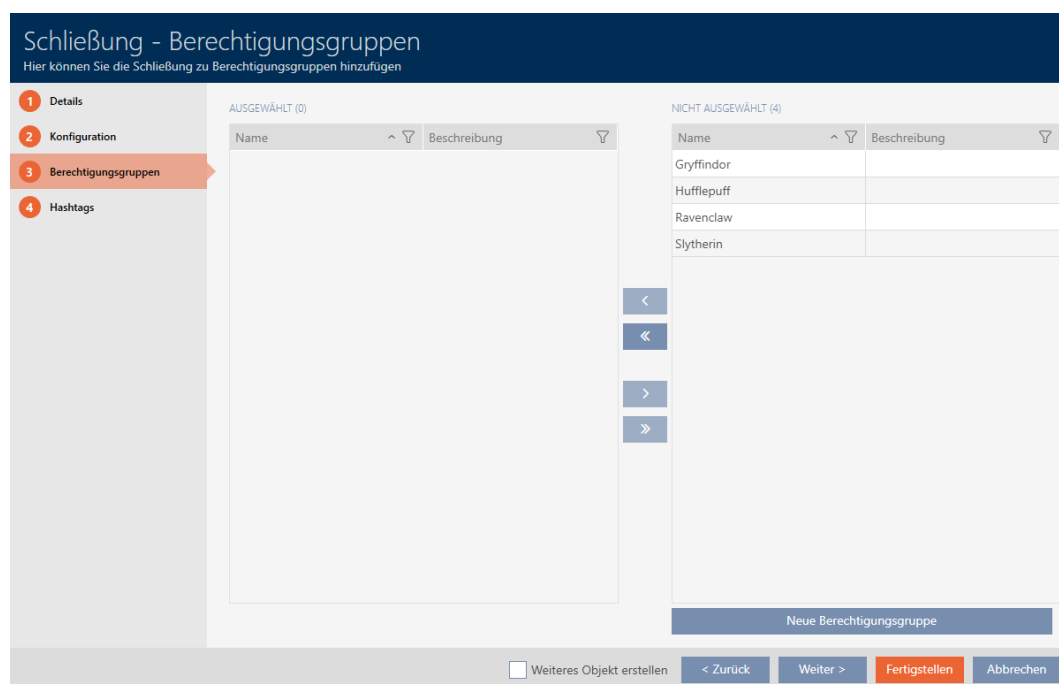 Schließung - Berechtigungsgruppen
Hier können Sie die Schließung zu Berechtigungsgruppen hinzufügen
1 Details
2 Konfiguration
3 Berechtigungsgruppen
4 Hashtags
AUSGEWÄHLT (0)
Name Beschreibung
NICHT AUSGEWÄHLT (4)
Name Beschreibung
Gryffindor
Hufflepuff
Ravenclaw
Slytherin
Neue Berechtigungsgruppe
Weiteres Objekt erstellen < Zurück Weiter > Fertigstellen Abbrechen